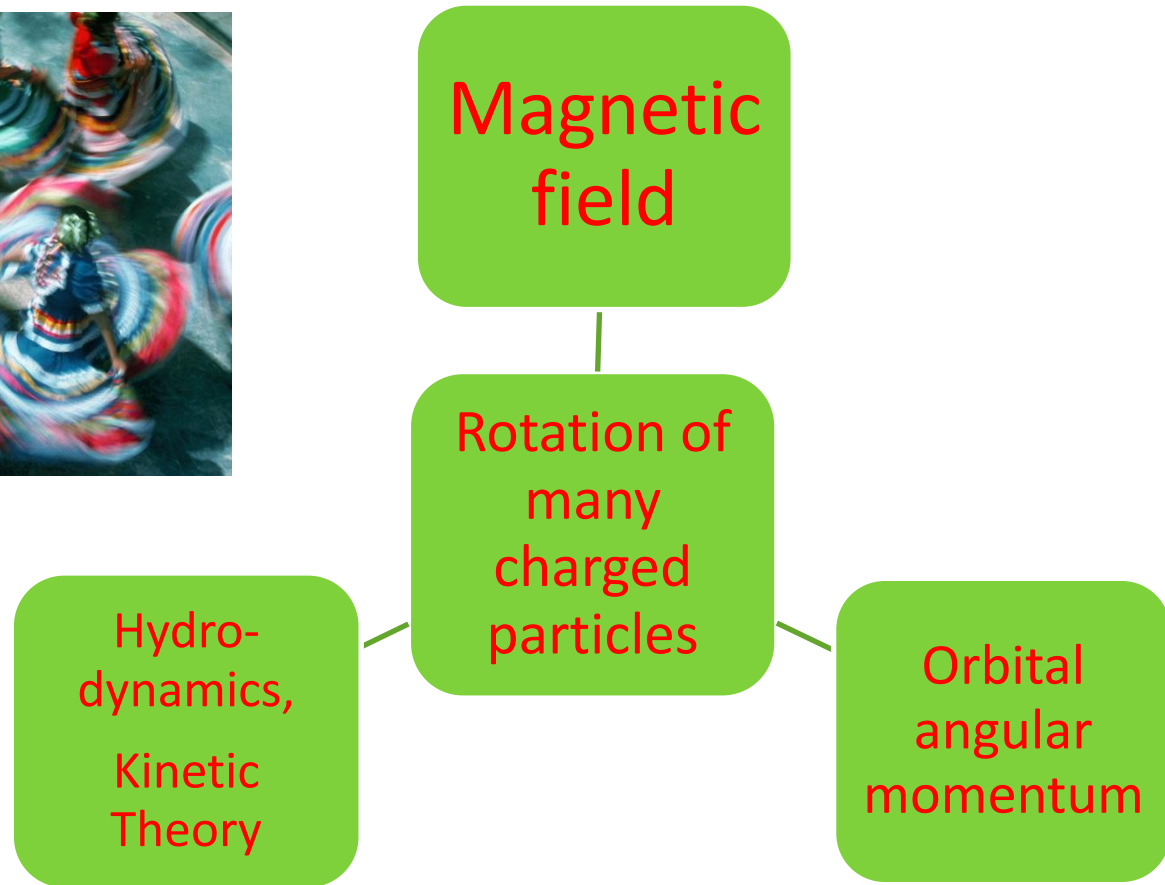 Magnetic
field
Rotation of
many
charged
particles
Hydro-
dynamics,
Kinetic
Theory
Orbital
angular
momentum